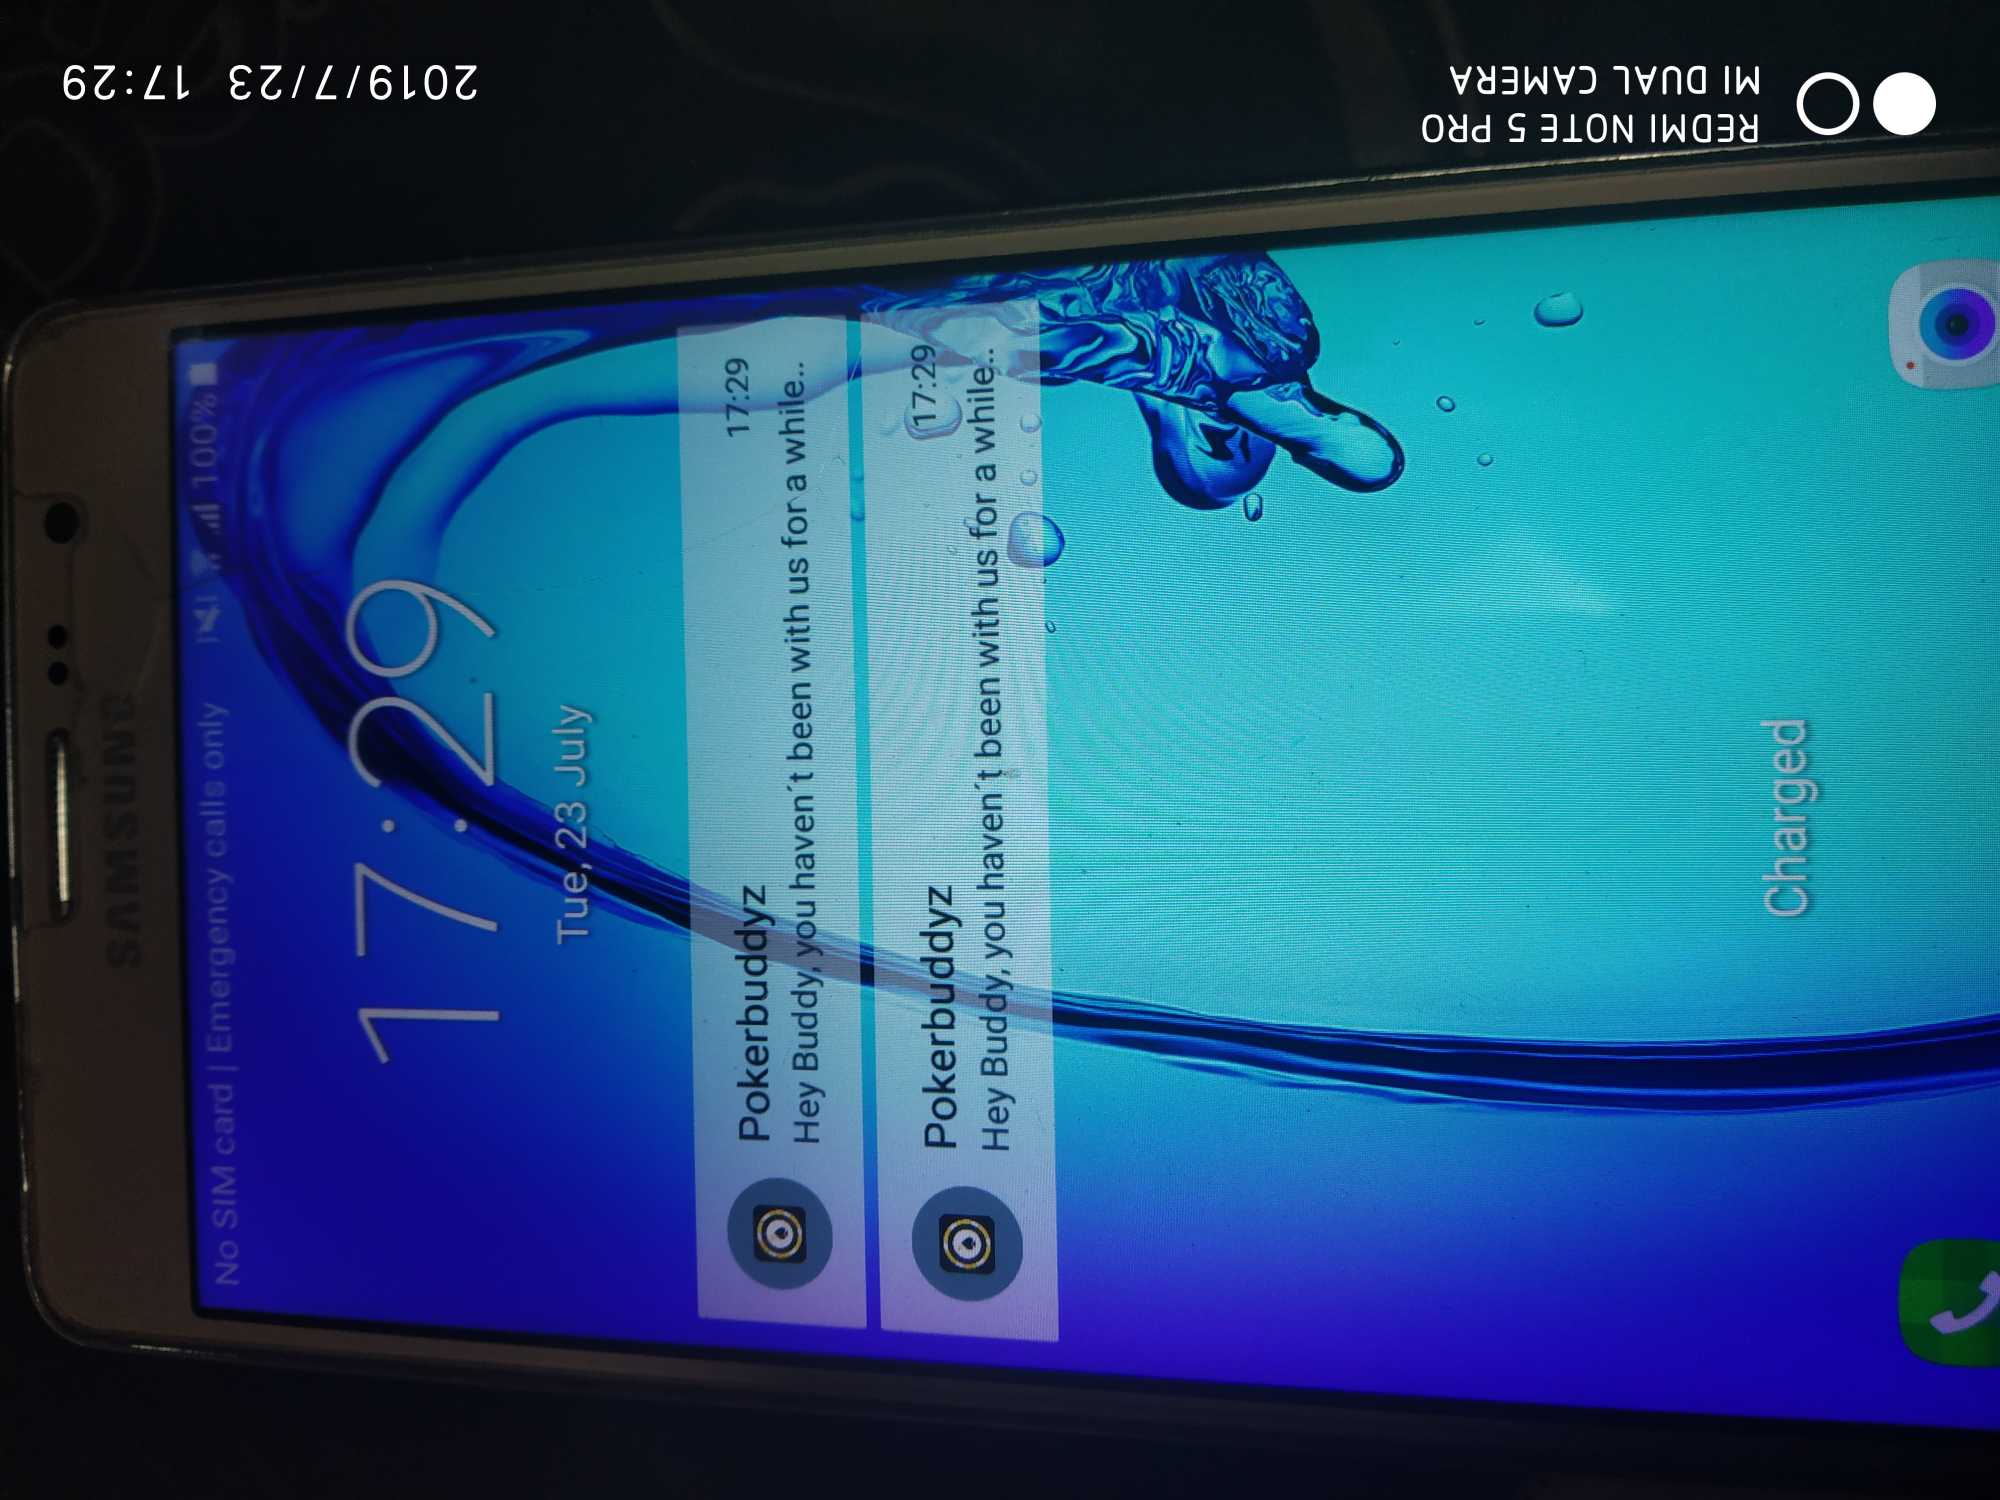 2019/7/23 17:29
REDMI NOTE 5 PRO
MI DUAL CAMERA
SAMSUNG
No SIM card | Emergency calls only 100%
17:29
Tue, 23 July
Pokerbuddyz 17:29
Hey Buddy, you haven´t been with us for a while..
Pokerbuddyz 17:29
Hey Buddy, you haven´t been with us for a while..
Charged